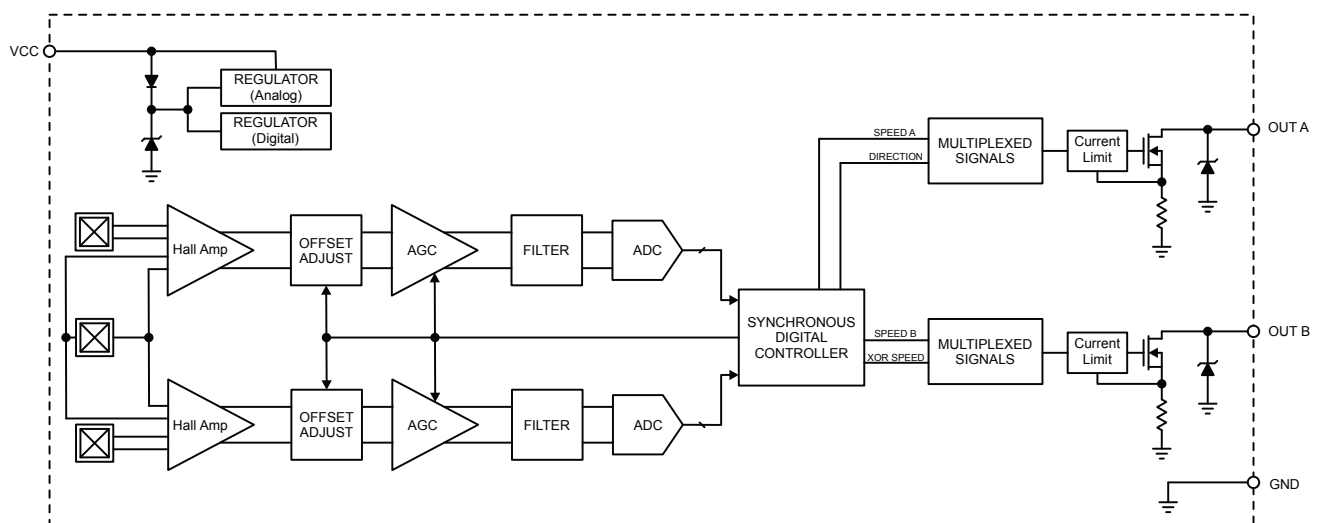 VCC
REGULATOR
(Analog)
REGULATOR
(Digital)
OUT A
SPEED A
DIRECTION
MULTIPLEXED
SIGNALS
Current
Limit
Hall Amp
OFFSET
ADJUST
AGC
FILTER
ADC
SYNCHRONOUS
DIGITAL
CONTROLLER
SPEED B
XOR SPEED
MULTIPLEXED
SIGNALS
Current
Limit
OUT B
Hall Amp
OFFSET
ADJUST
AGC
FILTER
ADC
GND